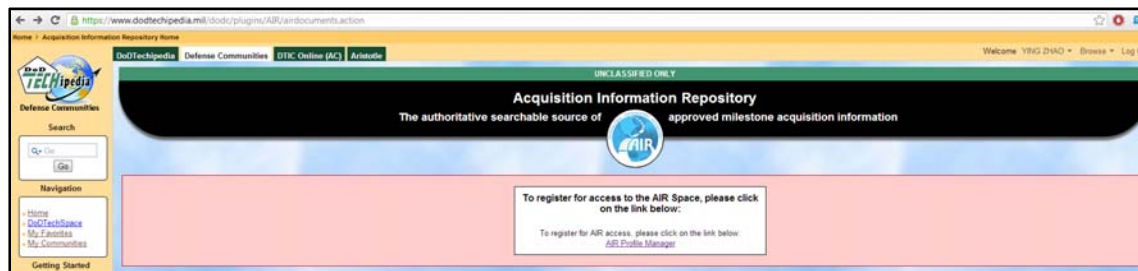 https://www.dodtechipedia.mil/dodc/plugins/AIR/airdocuments.action
Home > Acquisition Information Repository Home
DoDTechipedia Defense Communities DTIC Online (AC) Aristotle
Welcome YING ZHAO Browse Log
UNCLASSIFIED ONLY
DoD
TECHipedia
Defense Communities
Acquisition Information Repository
The authoritative searchable source of approved milestone acquisition information
AIR
Search
Go
Go
Navigation
Home
DoDTechSpace
My Favorites
My Communities
Getting Started
To register for access to the AIR Space, please click
on the link below:
To register for AIR access, please click on the link below:
AIR Profile Manager